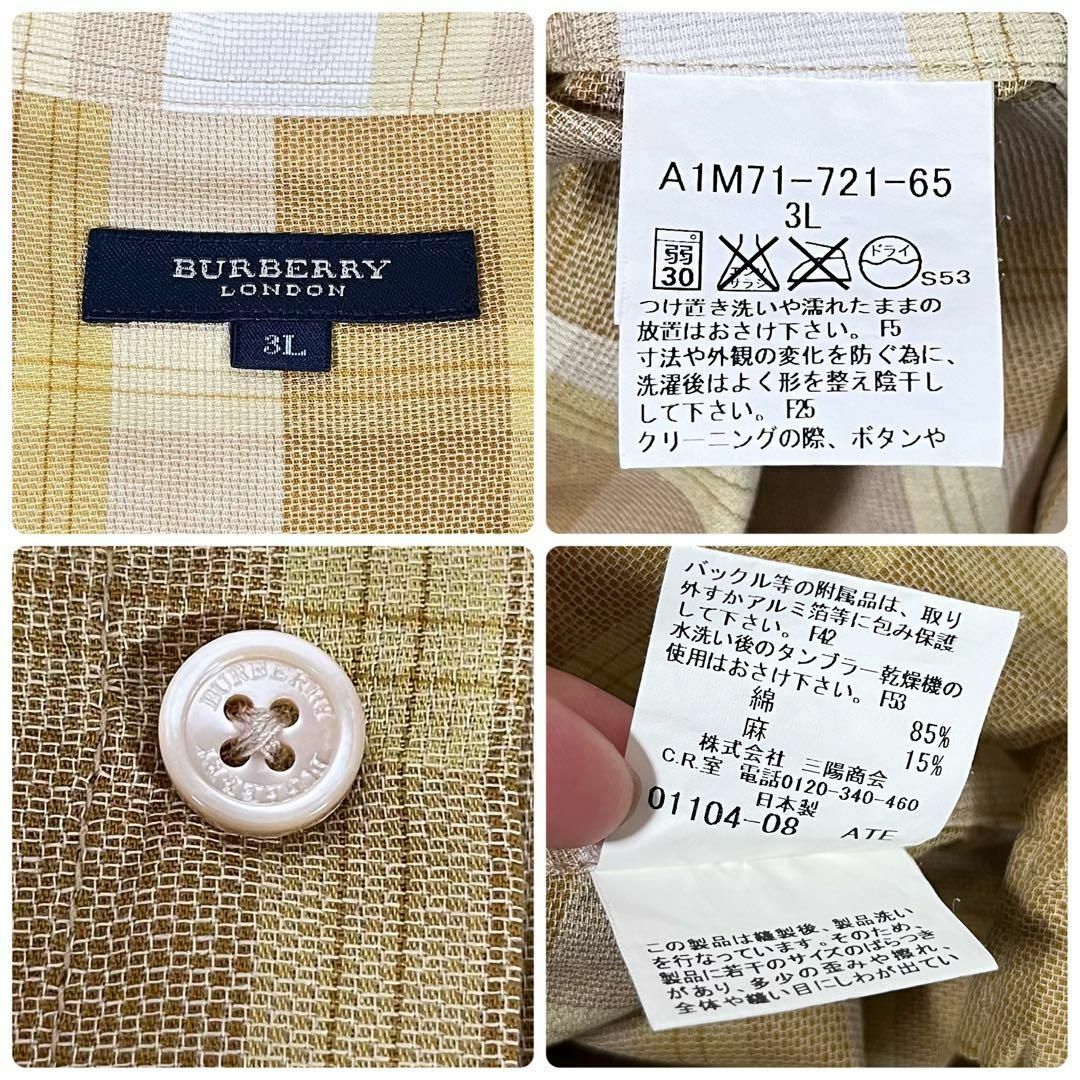 BURBERRY
LONDON
3L
A1M71-721-65
3L
弱
30
エンソ
サラシ
ドライ
S53
つけ置き洗いや濡れたままの
放置はおさけ下さい。 F5
寸法や外観の変化を防ぐ為に、
洗濯後はよく形を整え陰干し
して下さい。 F25
クリーニングの際、ボタンや
BURBERRY
BURBERRY
バックル等の附属品は、取り
外すかアルミ箔等に包み保護
して下さい。 F42
水洗い後のタンブラー乾燥機の
使用はおさけ下さい。 F53
綿 85%
麻 15%
株式会社 三陽商会
C.R.室 電話0120-340-460
日本製
01104-08 ATE
この製品は縫製後、製品洗い
を行なっています。そのため、
製品に若干のサイズのばらつき
があり、多少の歪みや擦れ、
全体や縫い目にしわが出てい